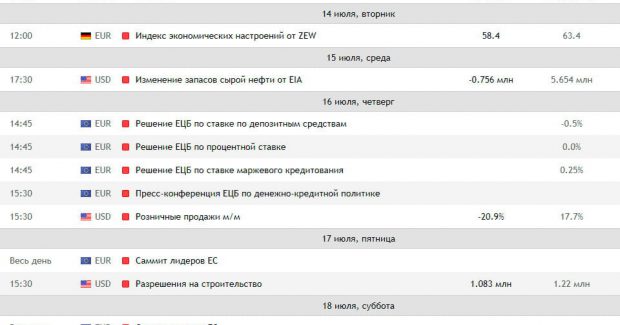 14 июля, вторник
12:00 EUR Индекс экономических настроений от ZEW 58.4 63.4
15 июля, среда
17:30 USD Изменение запасов сырой нефти от EIA -0.756 млн 5.654 млн
16 июля, четверг
14:45 EUR Решение ЕЦБ по ставке по депозитным средствам -0.5%
14:45 EUR Решение ЕЦБ по процентной ставке 0.0%
14:45 EUR Решение ЕЦБ по ставке маржевого кредитования 0.25%
15:30 EUR Пресс-конференция ЕЦБ по денежно-кредитной политике
15:30 USD Розничные продажи м/м -20.9% 17.7%
17 июля, пятница
Весь день EUR Саммит лидеров ЕС
15:30 USD Разрешения на строительство 1.083 млн 1.22 млн
18 июля, суббота